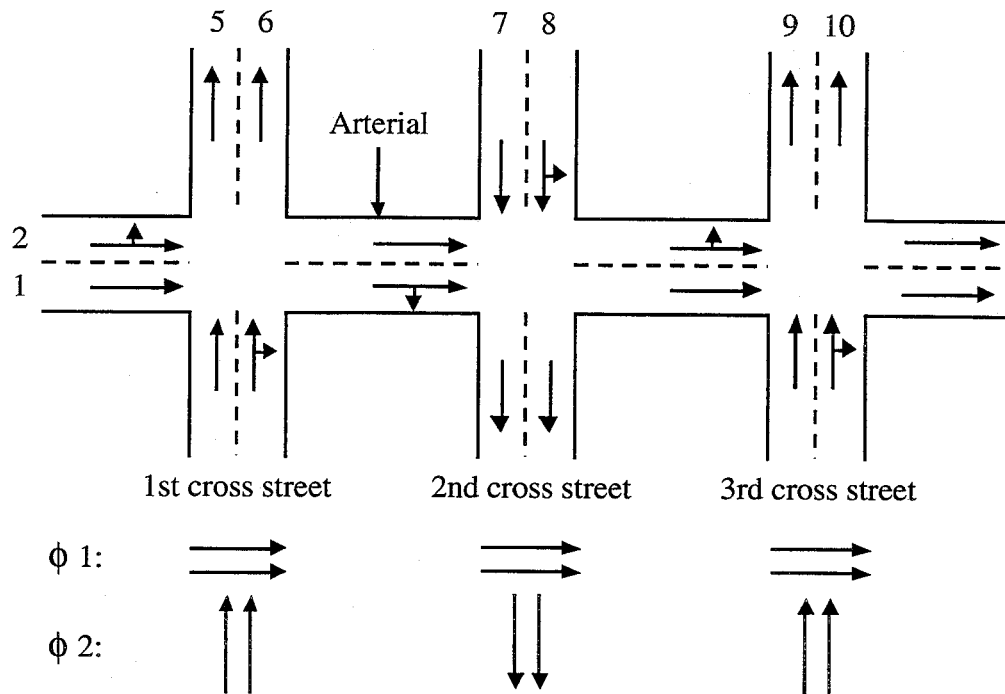 5 6 7 8 9 10
Arterial
2
1
1st cross street 2nd cross street 3rd cross street
ϕ 1:
ϕ 2: